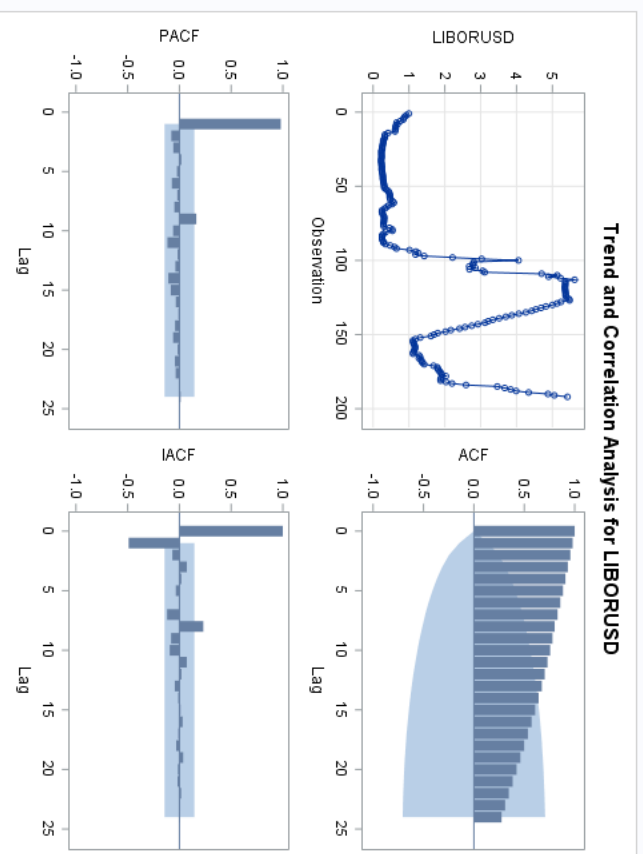 Trend and Correlation Analysis for LIBORUSD
LIBORUSD
5
4
3
2
1
0
0 50 100 150 200
Observation
ACF
1.0
0.5
0.0
-0.5
-1.0
0 5 10 15 20 25
Lag
PACF
1.0
0.5
0.0
-0.5
-1.0
0 5 10 15 20 25
Lag
IACF
1.0
0.5
0.0
-0.5
-1.0
0 5 10 15 20 25
Lag